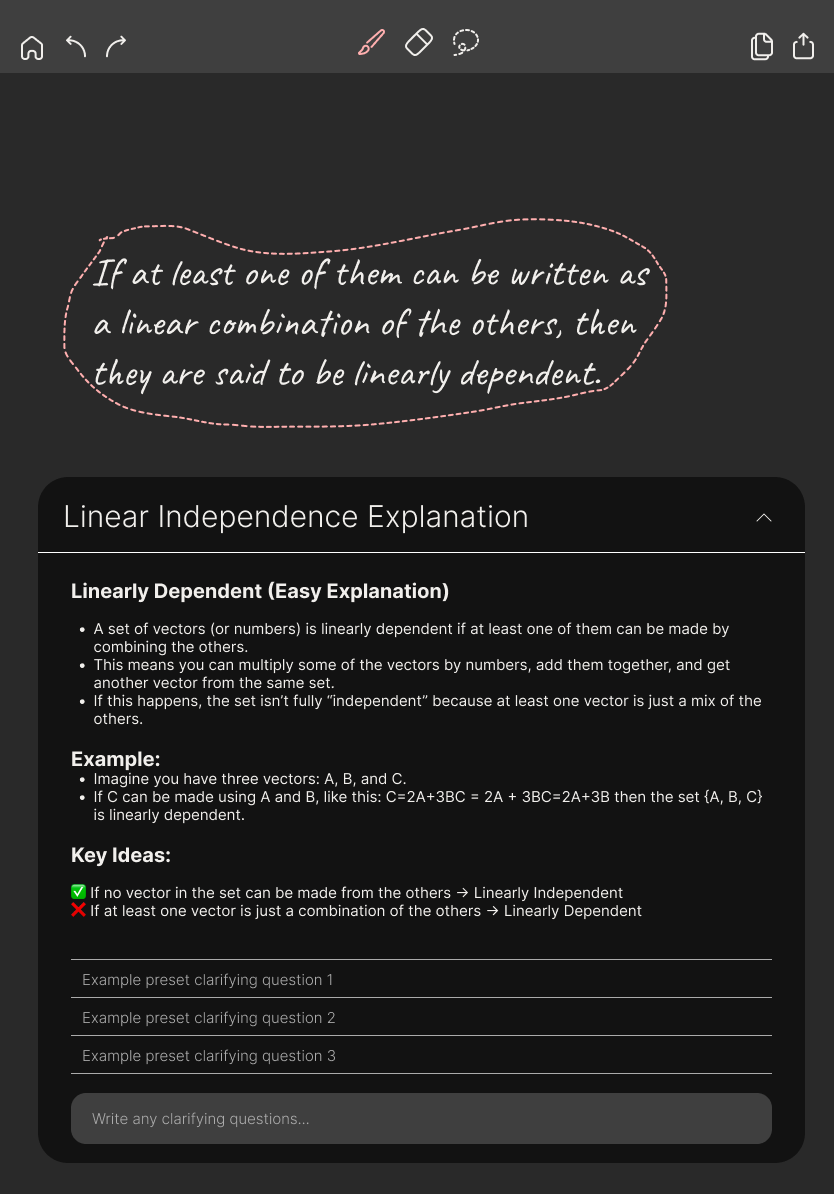 If at least one of them can be written as
a linear combination of the others, then
they are said to be linearly dependent.
Linear Independence Explanation
Linearly Dependent (Easy Explanation)
• A set of vectors (or numbers) is linearly dependent if at least one of them can be made by
combining the others.
• This means you can multiply some of the vectors by numbers, add them together, and get
another vector from the same set.
• If this happens, the set isn’t fully “independent” because at least one vector is just a mix of the
others.
Example:
• Imagine you have three vectors: A, B, and C.
• If C can be made using A and B, like this: C=2A+3BC = 2A + 3BC=2A+3B then the set {A, B, C}
is linearly dependent.
Key Ideas:
✅ If no vector in the set can be made from the others → Linearly Independent
❌ If at least one vector is just a combination of the others → Linearly Dependent
Example preset clarifying question 1
Example preset clarifying question 2
Example preset clarifying question 3
Write any clarifying questions...